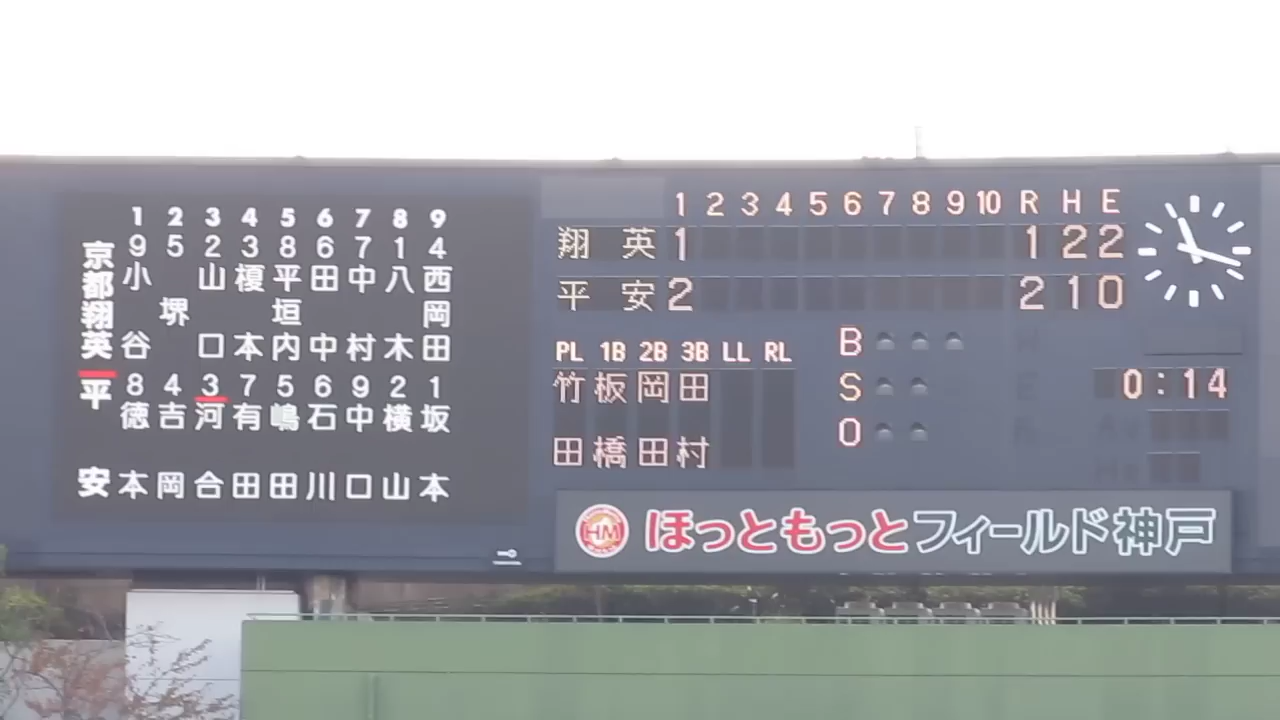 1 2 3 4 5 6 7 8 9
京都翔英
9 5 2 3 8 6 7 1 4
小谷 堺 山口 榎本 平垣内 田中 中村 八木 西岡田
平安
8 4 3 7 5 6 9 2 1
徳本 吉岡 河合 有田 嶋田 石川 中口 横山 坂本
1 2 3 4 5 6 7 8 9 10 R H E
翔英 1 1 2 2
平安 2 2 1 0
PL 1B 2B 3B LL RL
竹田 板橋 岡田 田村
B
S
O
0:14
HM
ほっともっとフィールド神戸